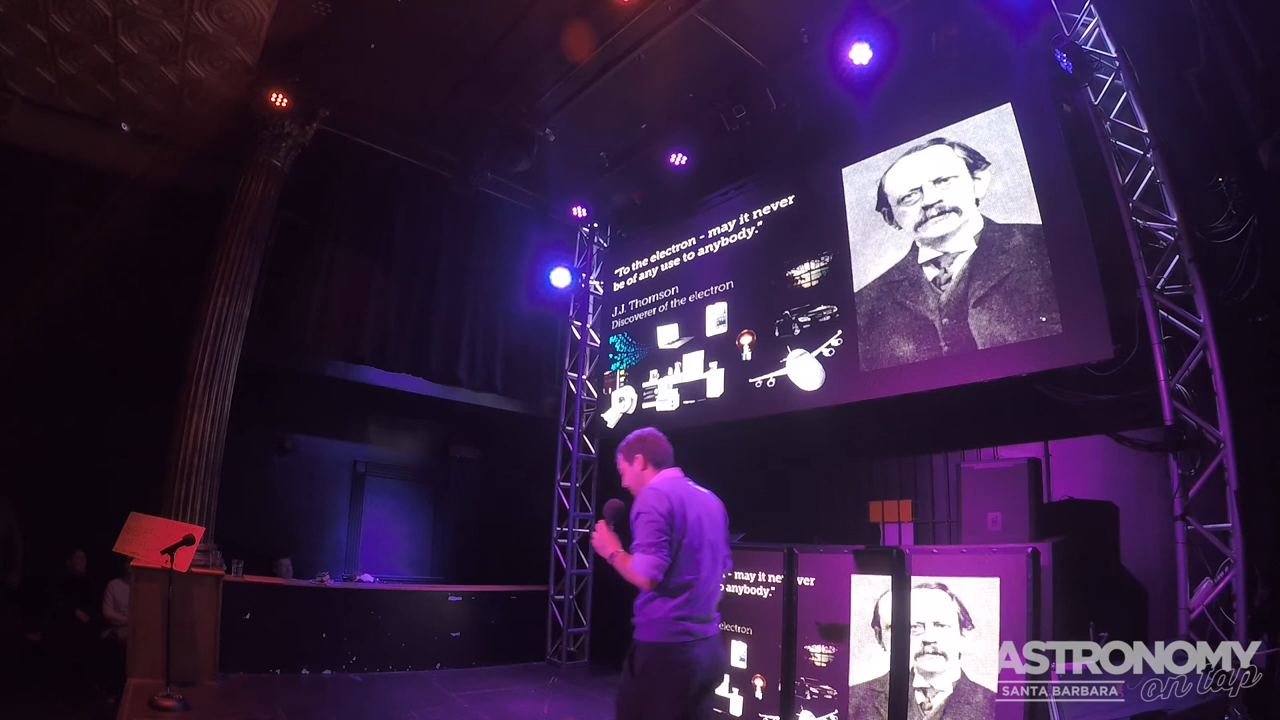 "To the electron - may it never
be of any use to anybody."
J.J. Thomson
Discoverer of the electron
- may it never
anybody."
electron
ASTRONOMY
SANTA BARBARA
on tap